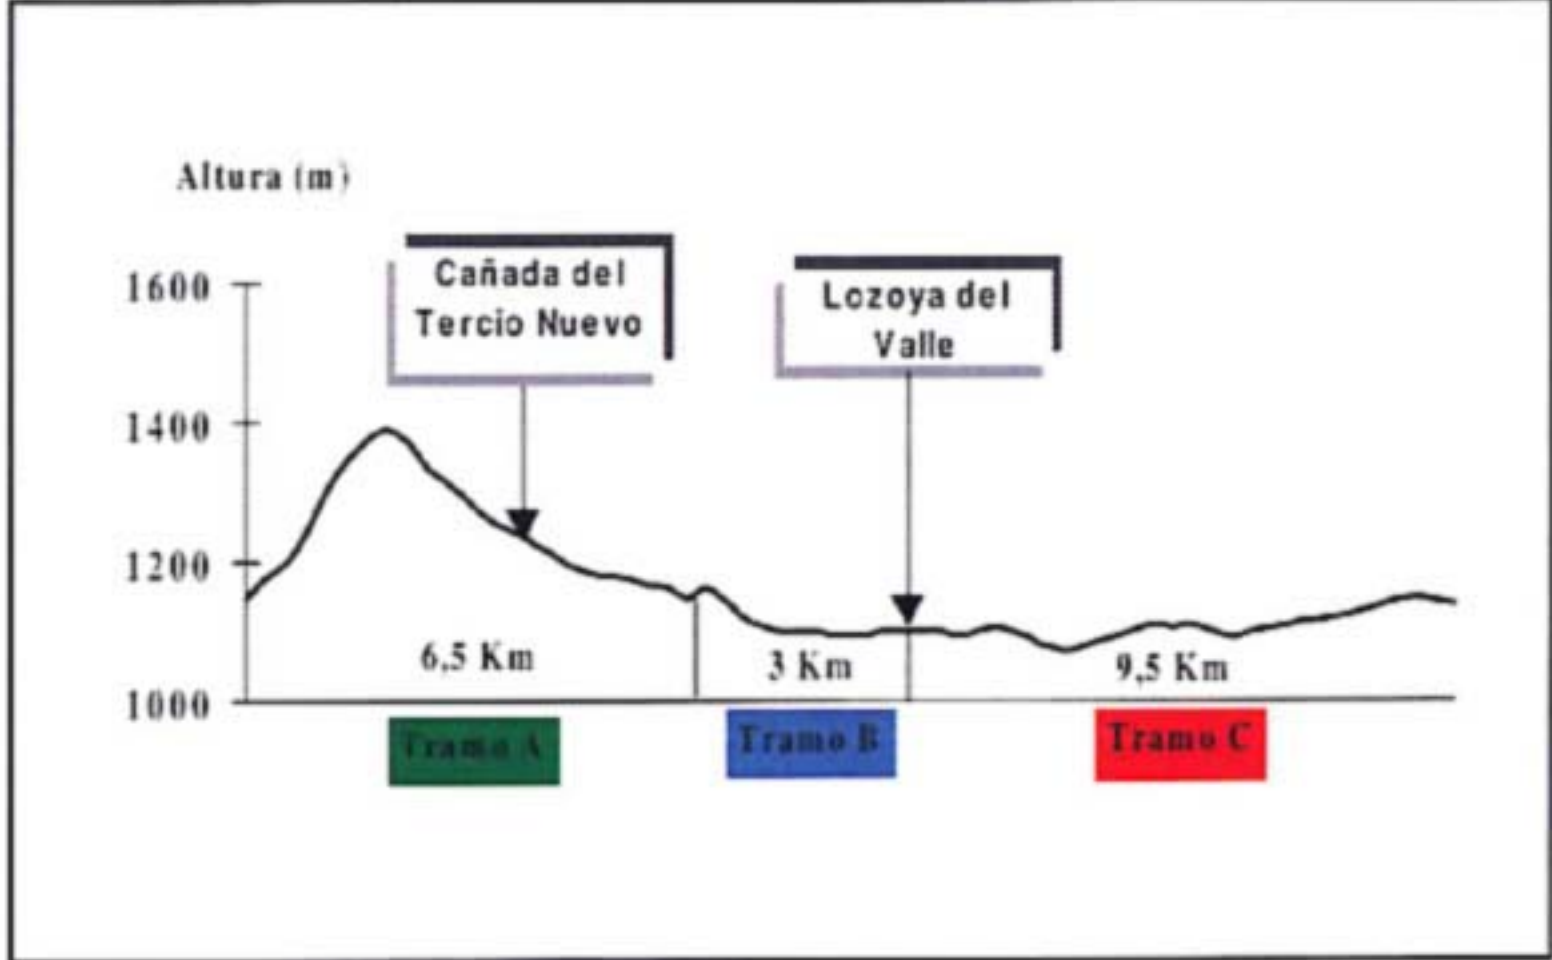 Altura (m)
Cañada del
Tercio Nuevo
Lozoya del
Valle
1600
1400
1200
1000
6,5 Km
3 Km
9,5 Km
Tramo A
Tramo B
Tramo C